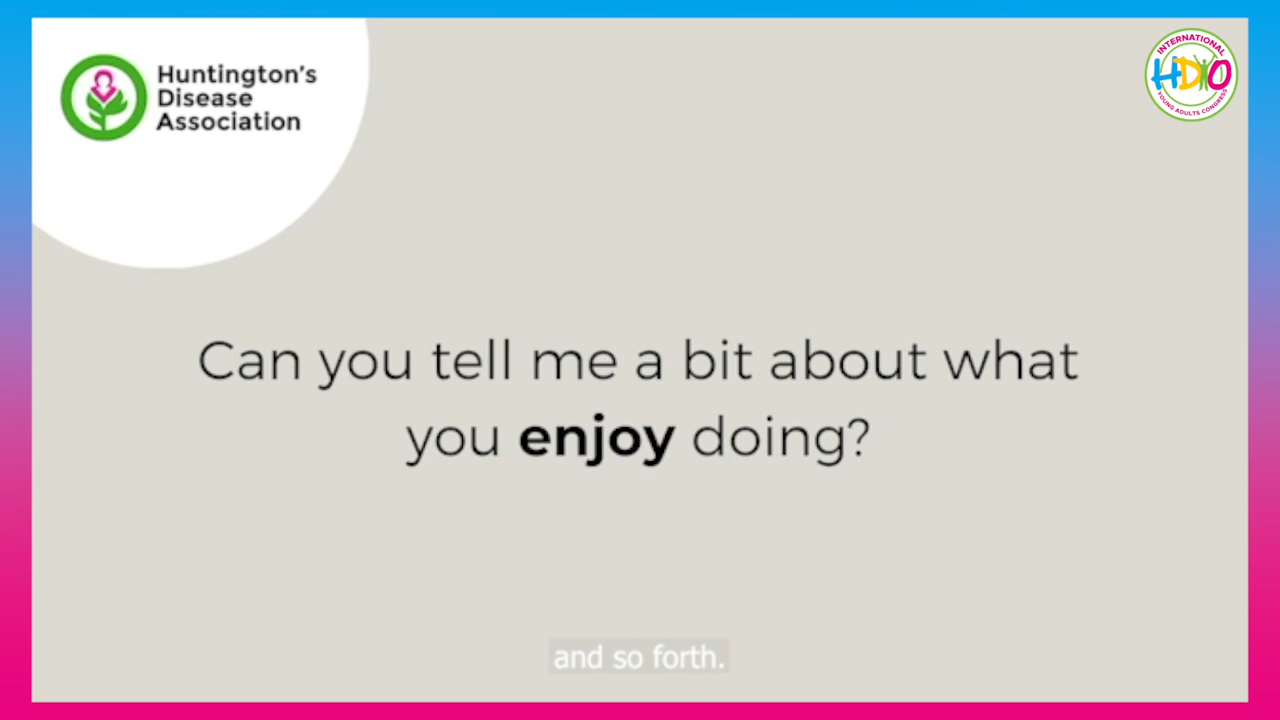 Huntington's
Disease
Association
INTERNATIONAL
HDYO
YOUNG ADULTS CONGRESS
Can you tell me a bit about what
you enjoy doing?
and so forth.